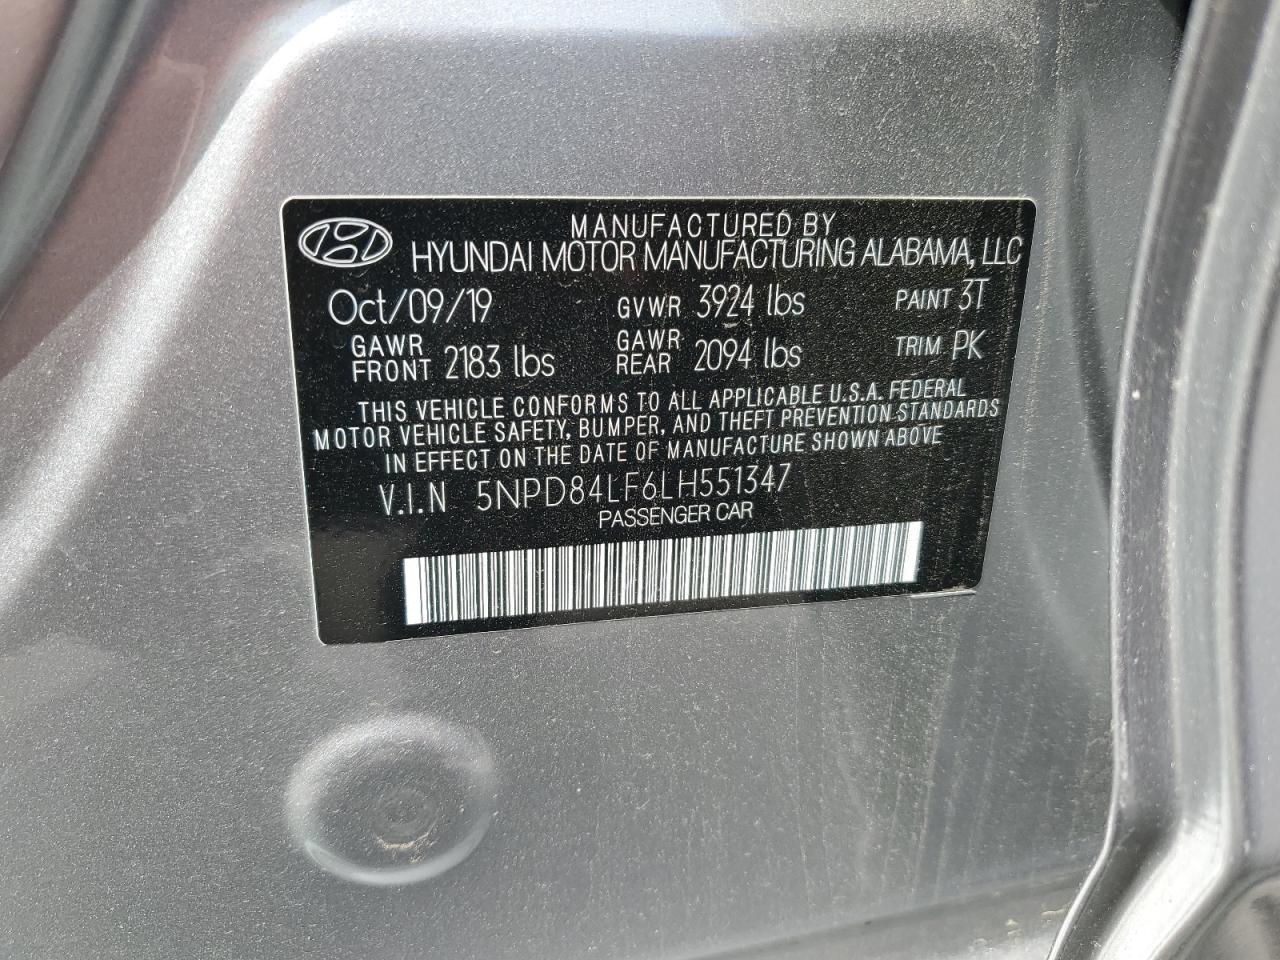 MANUFACTURED BY
HYUNDAI MOTOR MANUFACTURING ALABAMA, LLC
Oct/09/19 GVWR 3924 lbs PAINT 3T
GAWR FRONT 2183 lbs GAWR REAR 2094 lbs TRIM PK
THIS VEHICLE CONFORMS TO ALL APPLICABLE U.S.A. FEDERAL
MOTOR VEHICLE SAFETY, BUMPER, AND THEFT PREVENTION STANDARDS
IN EFFECT ON THE DATE OF MANUFACTURE SHOWN ABOVE
V.I.N 5NPD84LF6LH551347
PASSENGER CAR